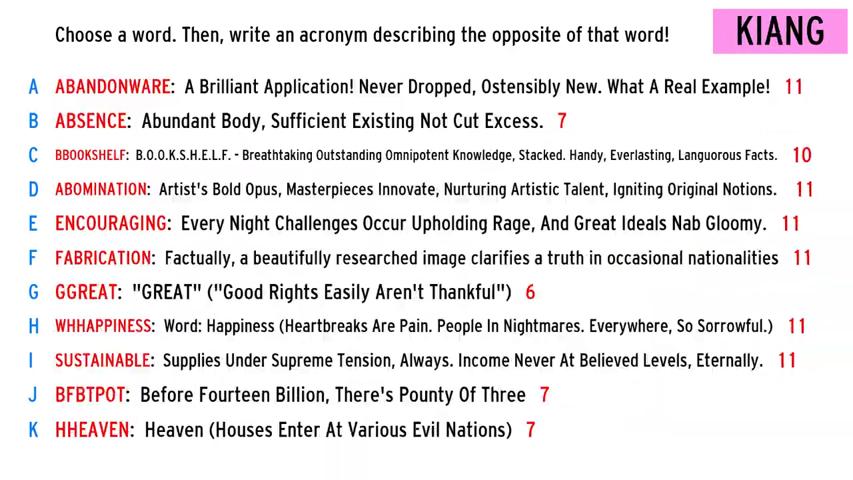 Choose a word. Then, write an acronym describing the opposite of that word!
KIANG
A ABANDONWARE: A Brilliant Application! Never Dropped, Ostensibly New. What A Real Example! 11
B ABSENCE: Abundant Body, Sufficient Existing Not Cut Excess. 7
C BBOOKSHELF: B.O.O.K.S.H.E.L.F. - Breathtaking Outstanding Omnipotent Knowledge, Stacked. Handy, Everlasting, Languorous Facts. 10
D ABOMINATION: Artist's Bold Opus, Masterpieces Innovate, Nurturing Artistic Talent, Igniting Original Notions. 11
E ENCOURAGING: Every Night Challenges Occur Upholding Rage, And Great Ideals Nab Gloomy. 11
F FABRICATION: Factually, a beautifully researched image clarifies a truth in occasional nationalities 11
G GGREAT: "GREAT" ("Good Rights Easily Aren't Thankful") 6
H WHHAPPINESS: Word: Happiness (Heartbreaks Are Pain. People In Nightmares. Everywhere, So Sorrowful.) 11
I SUSTAINABLE: Supplies Under Supreme Tension, Always. Income Never At Believed Levels, Eternally. 11
J BFBTPOT: Before Fourteen Billion, There's Pounty Of Three 7
K HHEAVEN: Heaven (Houses Enter At Various Evil Nations) 7